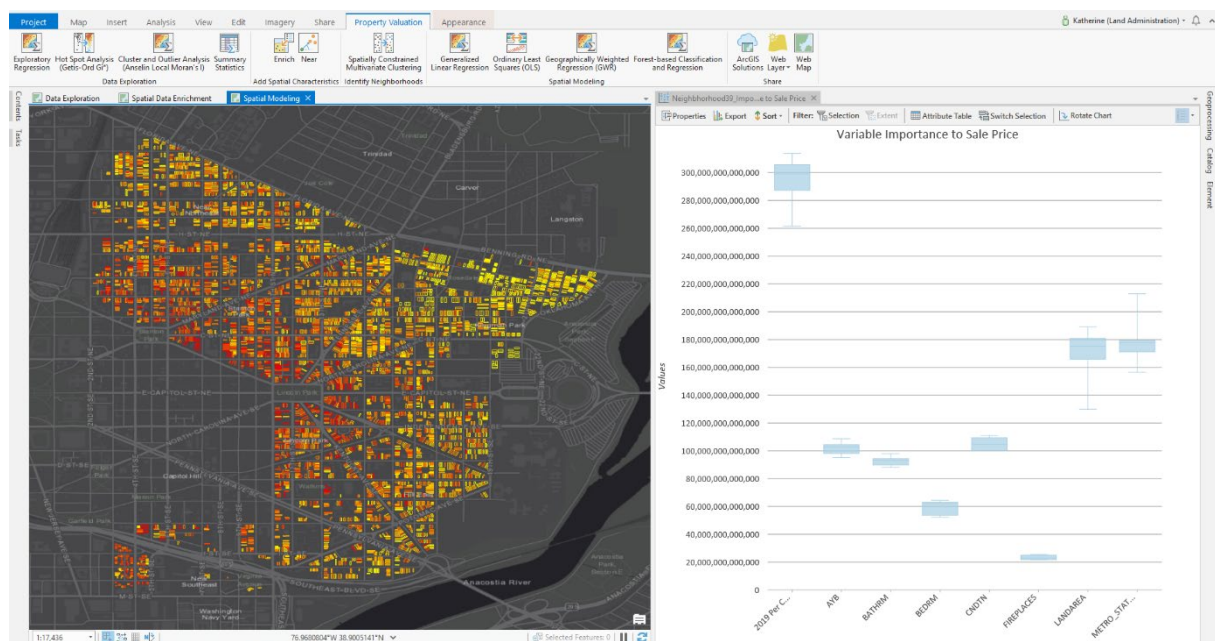 Project Map Insert Analysis View Edit Imagery Share Property Valuation Appearance
Katherine (Land Administration)
Exploratory Regression
Hot Spot Analysis (Getis-Ord Gi*)
Cluster and Outlier Analysis (Anselin Local Moran's I)
Summary Statistics
Enrich
Near
Spatially Constrained Multivariate Clustering
Generalized Linear Regression
Ordinary Least Squares (OLS)
Geographically Weighted Regression (GWR)
Forest-based Classification and Regression
ArcGIS Solutions
Web Layer
Web Map
Data Exploration
Add Spatial Characteristics
Identify Neighborhoods
Spatial Modeling
Share
Contents
Tasks
Data Exploration
Spatial Data Enrichment
Spatial Modeling
Trinidad
Carver
Langston
H-ST-NE
Lincoln Park
Capitol Hill
Anacostia River
SOUTHEAST-BLVD-SE
Washington
Navy Yard
1:17,436
76.9680804°W 38.9005141°N
Selected Features: 0
Properties Export Sort Filter: Selection Extent Attribute Table Switch Selection Rotate Chart
Variable Importance to Sale Price
Values
300,000,000,000,000
280,000,000,000,000
260,000,000,000,000
240,000,000,000,000
220,000,000,000,000
200,000,000,000,000
180,000,000,000,000
160,000,000,000,000
140,000,000,000,000
120,000,000,000,000
100,000,000,000,000
80,000,000,000,000
60,000,000,000,000
40,000,000,000,000
20,000,000,000,000
0
2019 Per C...
AYB
BATHRM
BEDRM
CNDTN
FIREPLACES
LANDAREA
METRO_STAT...
Geoprocessing
Catalog
Element